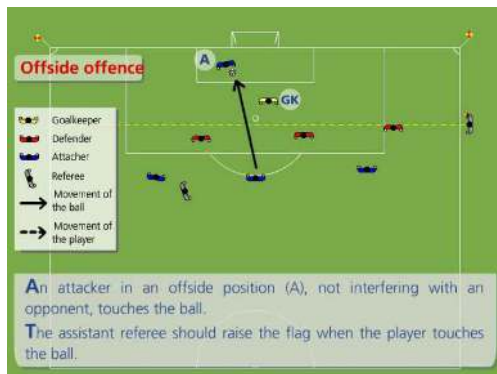 A
Offside offence
GK
Goalkeeper
Defender
Attacher
Referee
Movement of
the ball
Movement of
the player
An attacker in an offside position (A), not interfering with an
opponent, touches the ball.
The assistant referee should raise the flag when the player touches
the ball.